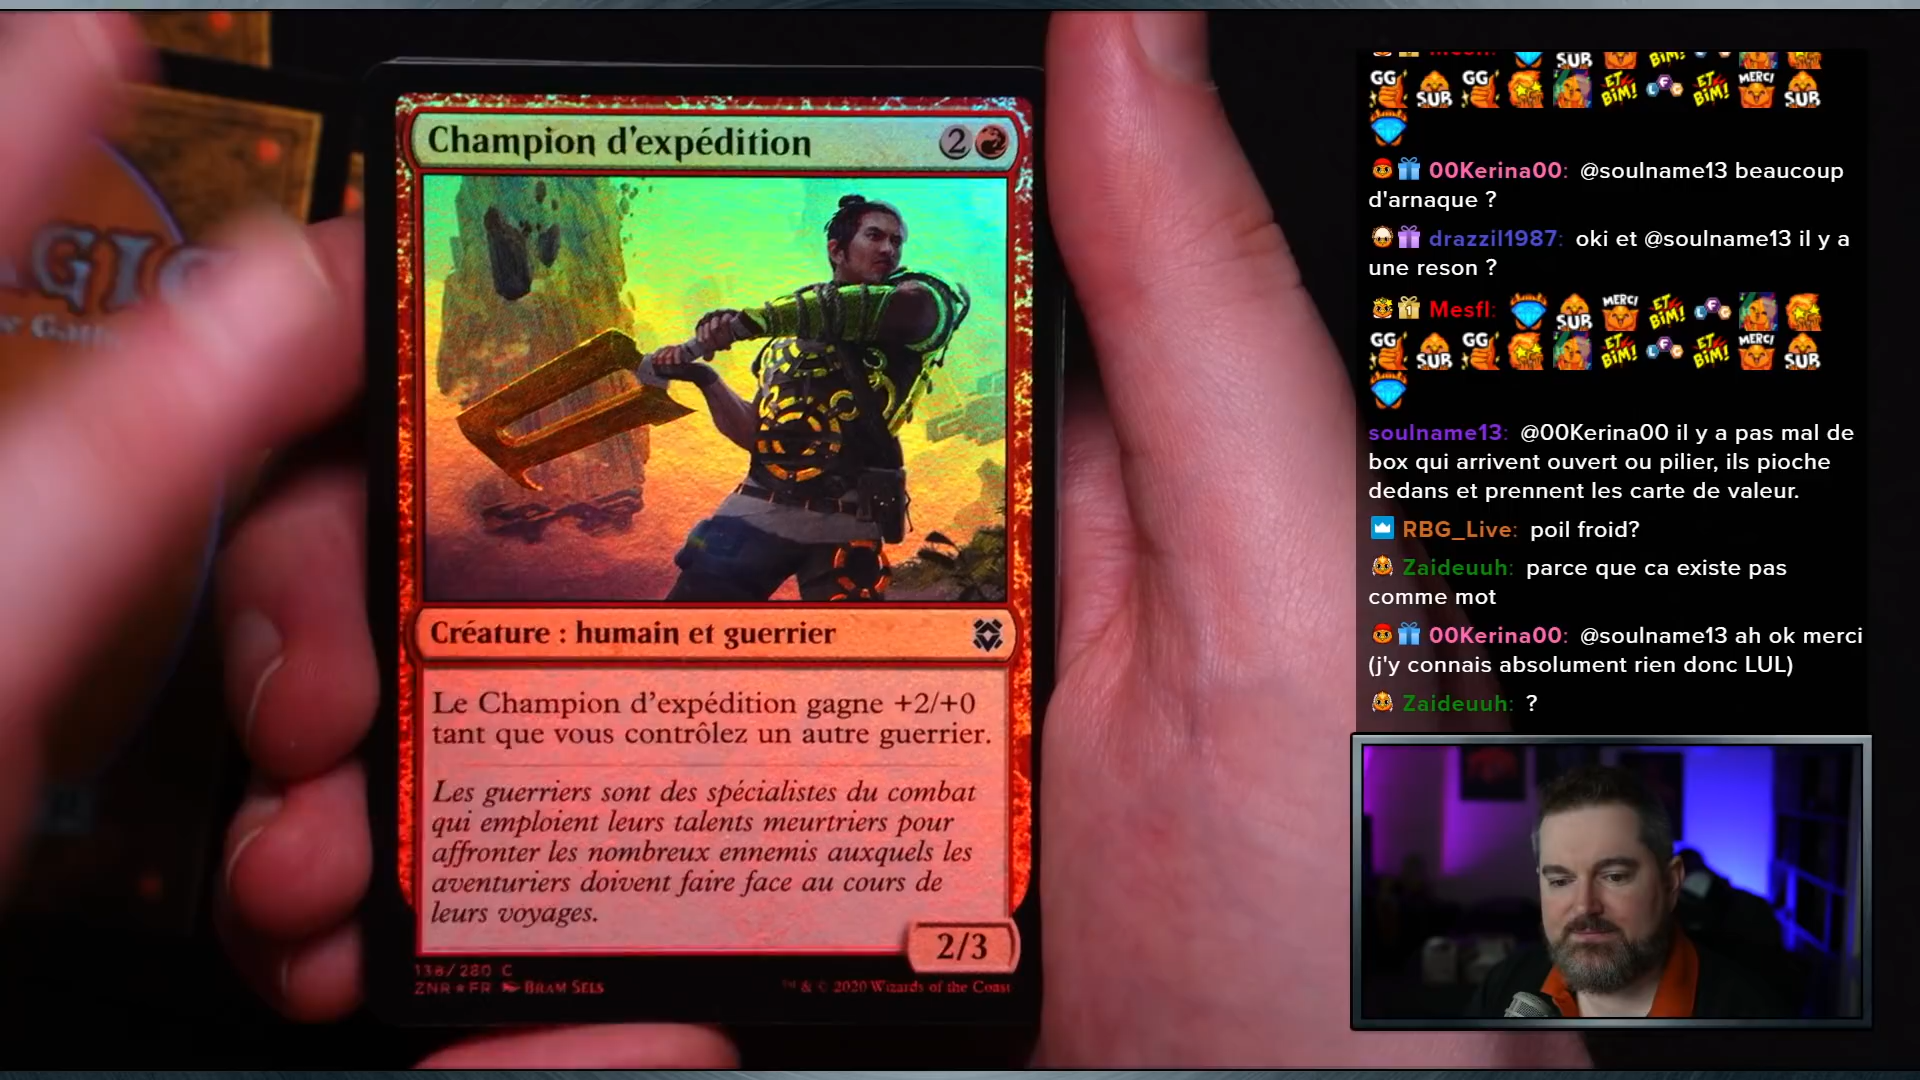 Champion d'expédition
2
Créature : humain et guerrier
Le Champion d'expédition gagne +2/+0
tant que vous contrôlez un autre guerrier.
Les guerriers sont des spécialistes du combat
qui emploient leurs talents meurtriers pour
affronter les nombreux ennemis auxquels les
aventuriers doivent faire face au cours de
leurs voyages.
2/3
138/280 C
ZNR★FR BRAM SELS
™ & © 2020 Wizards of the Coast
SUB BIM!
GG SUB GG ET BIM! LFG ET BIM! MERCI! SUB
00Kerina00: @soulname13 beaucoup
d'arnaque ?
drazzil1987: oki et @soulname13 il y a
une reson ?
Mesfl: SUB MERCI! ET BIM! LFG
GG SUB GG ET BIM! LFG ET BIM! MERCI! SUB
soulname13: @00Kerina00 il y a pas mal de
box qui arrivent ouvert ou pilier, ils pioche
dedans et prennent les carte de valeur.
RBG_Live: poil froid?
Zaideuuh: parce que ca existe pas
comme mot
00Kerina00: @soulname13 ah ok merci
(j'y connais absolument rien donc LUL)
Zaideuuh: ?